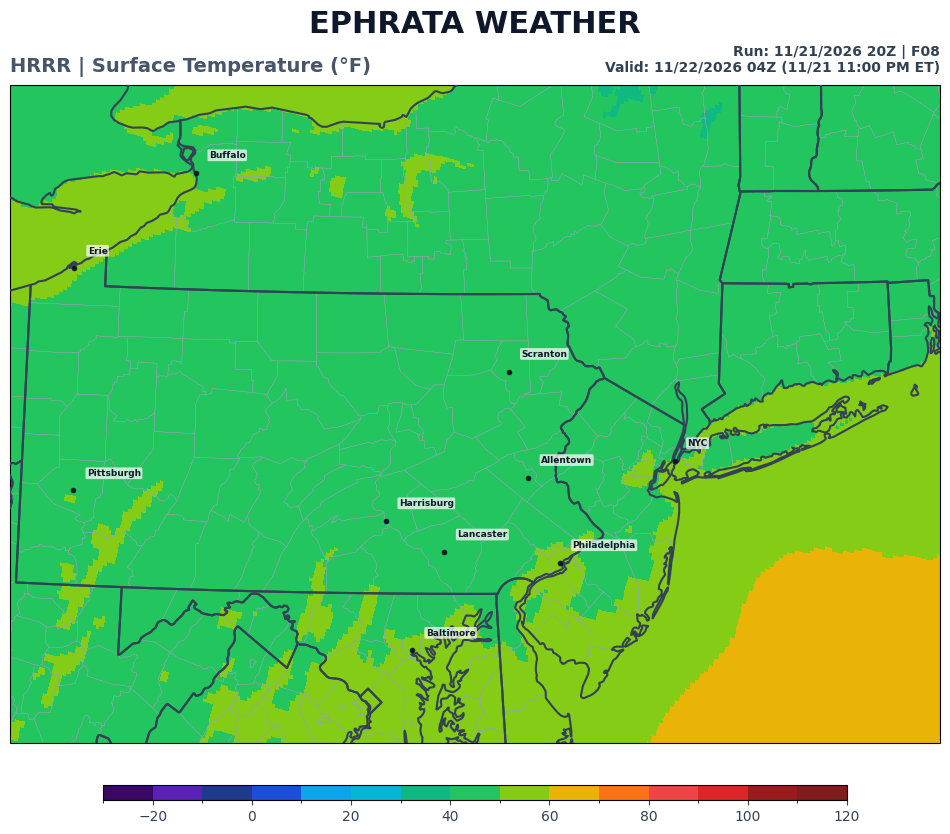 EPHRATA WEATHER
HRRR | Surface Temperature (°F)
Run: 11/21/2026 20Z | F08
Valid: 11/22/2026 04Z (11/21 11:00 PM ET)
Buffalo
Erie
Scranton
NYC
Allentown
Pittsburgh
Harrisburg
Lancaster
Philadelphia
Baltimore
−20 0 20 40 60 80 100 120